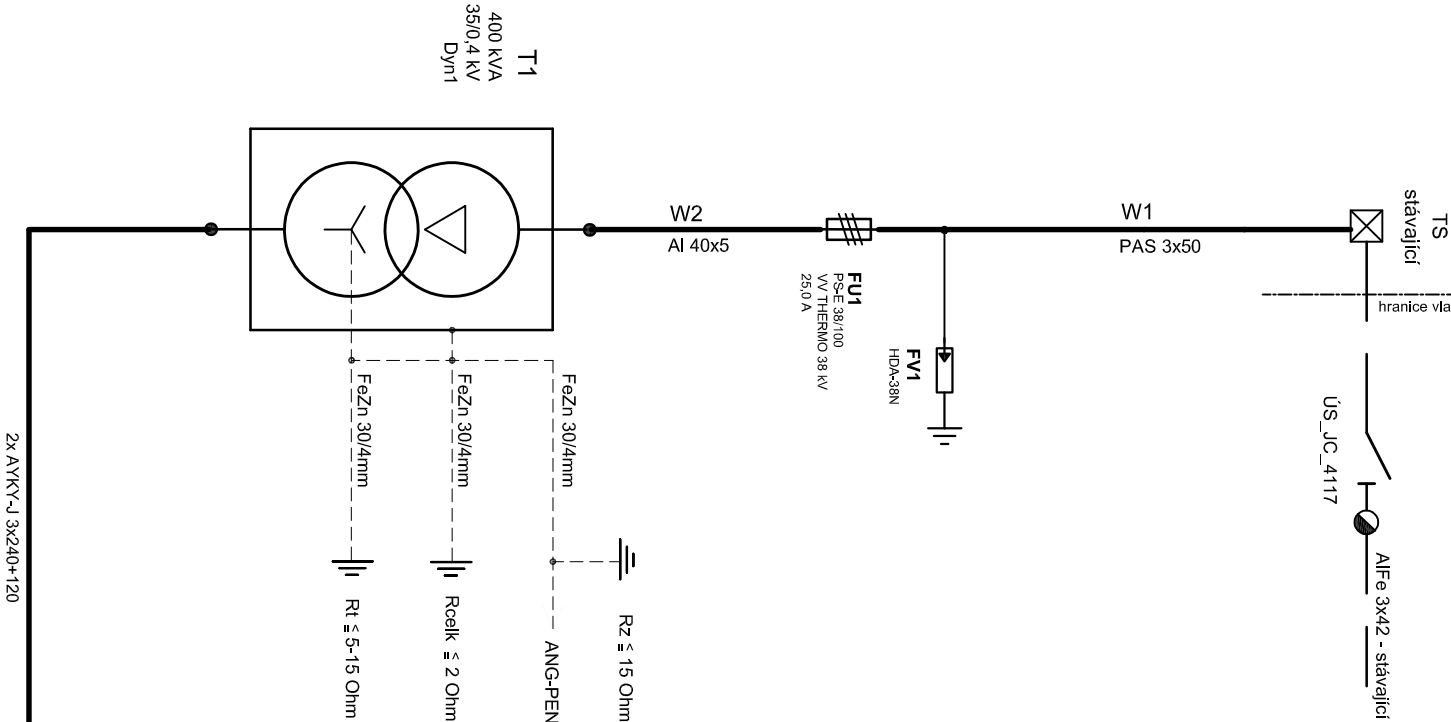 T1
400 kVA
35/0,4 kV
Dyn1
W2
Al 40x5
FU1
PS-E 38/100
VV THERMO 38 kV
25,0 A
FV1
HDA-38N
W1
PAS 3x50
TS
stávající
hranice vla
ÚS_JC_4117
AlFe 3x42 - stávající
FeZn 30/4mm
FeZn 30/4mm
FeZn 30/4mm
Rt ≤ 5-15 Ohm
Rcelk ≤ 2 Ohm
ANG-PEN
Rz ≤ 15 Ohm
2x AYKY-J 3x240+120